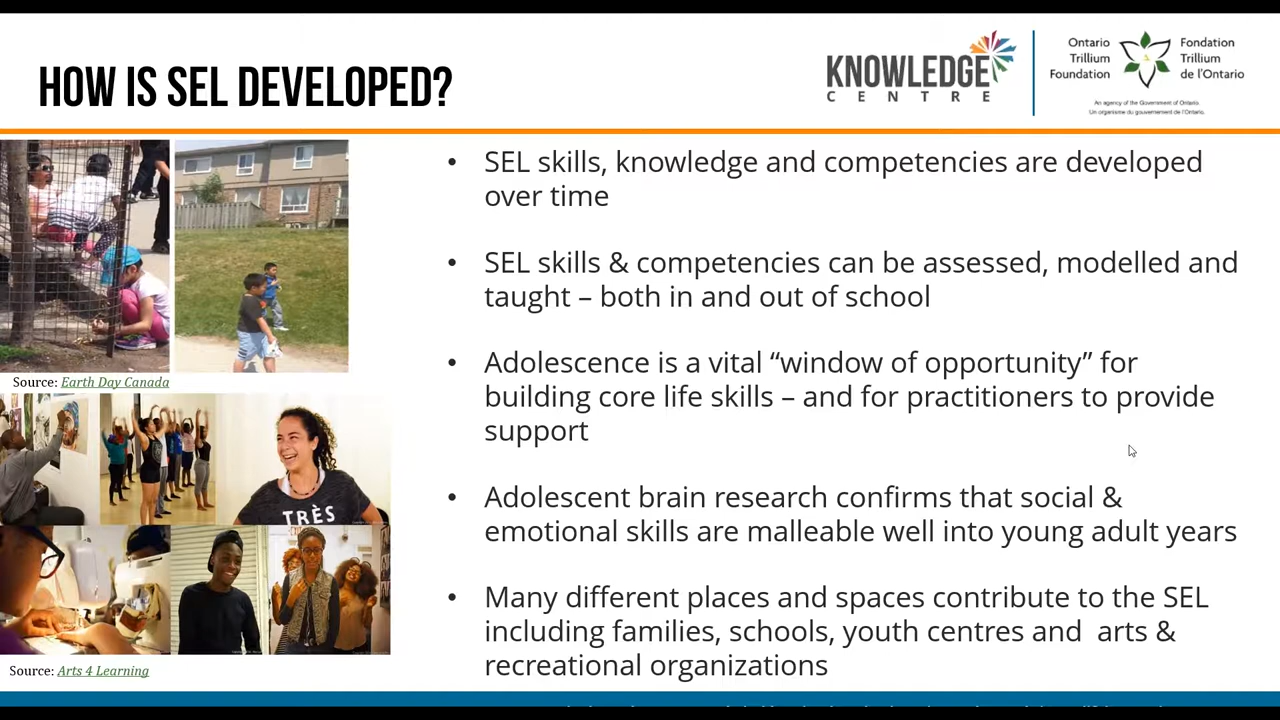 HOW IS SEL DEVELOPED?
KNOWLEDGE
CENTRE
Ontario
Trillium
Foundation
Fondation
Trillium
de l'Ontario
An agency of the Government of Ontario.
Un organisme du gouvernement de l'Ontario.
• SEL skills, knowledge and competencies are developed
over time
• SEL skills & competencies can be assessed, modelled and
taught – both in and out of school
• Adolescence is a vital “window of opportunity” for
building core life skills – and for practitioners to provide
support
• Adolescent brain research confirms that social &
emotional skills are malleable well into young adult years
• Many different places and spaces contribute to the SEL
including families, schools, youth centres and  arts &
recreational organizations
Source: Earth Day Canada
TRÈS
Source: Arts 4 Learning